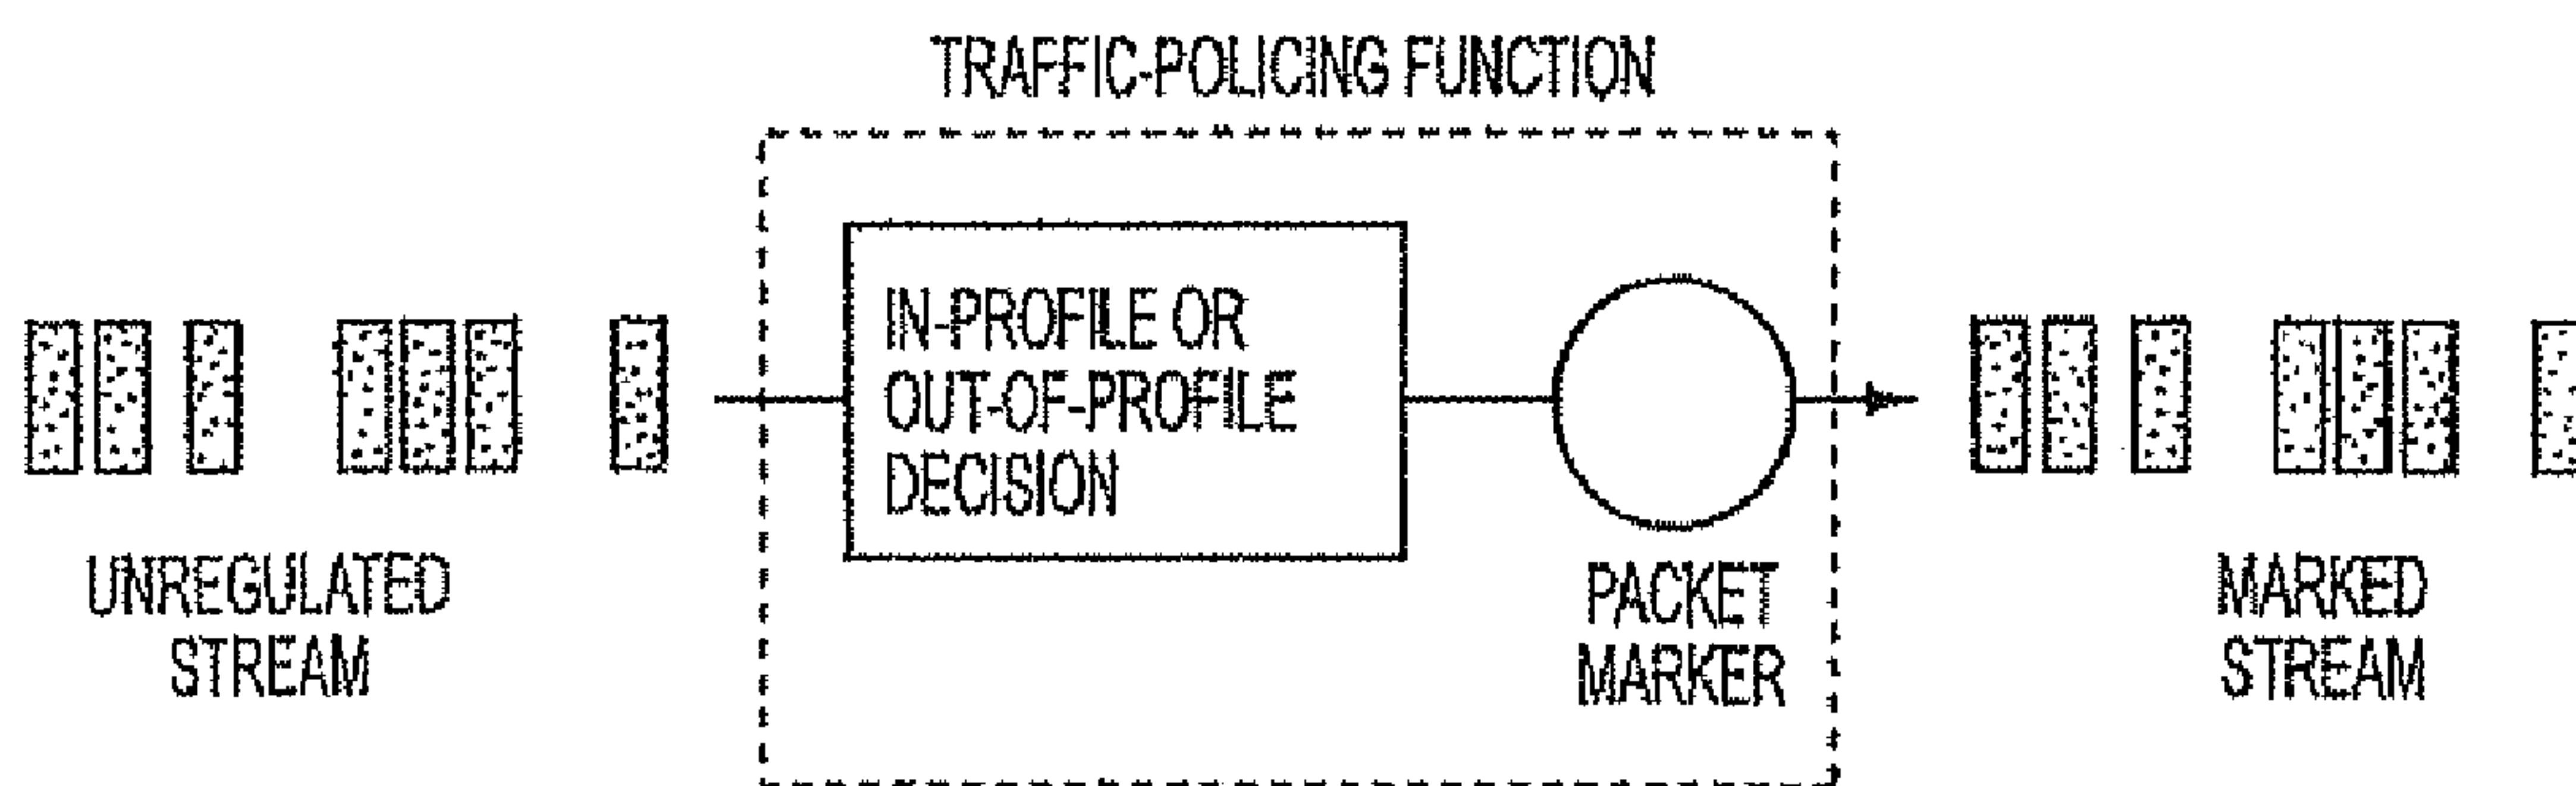 TRAFFIC-POLICING FUNCTION
IN-PROFILE OR
OUT-OF-PROFILE
DECISION
PACKET
MARKER
UNREGULATED
STREAM
MARKED
STREAM